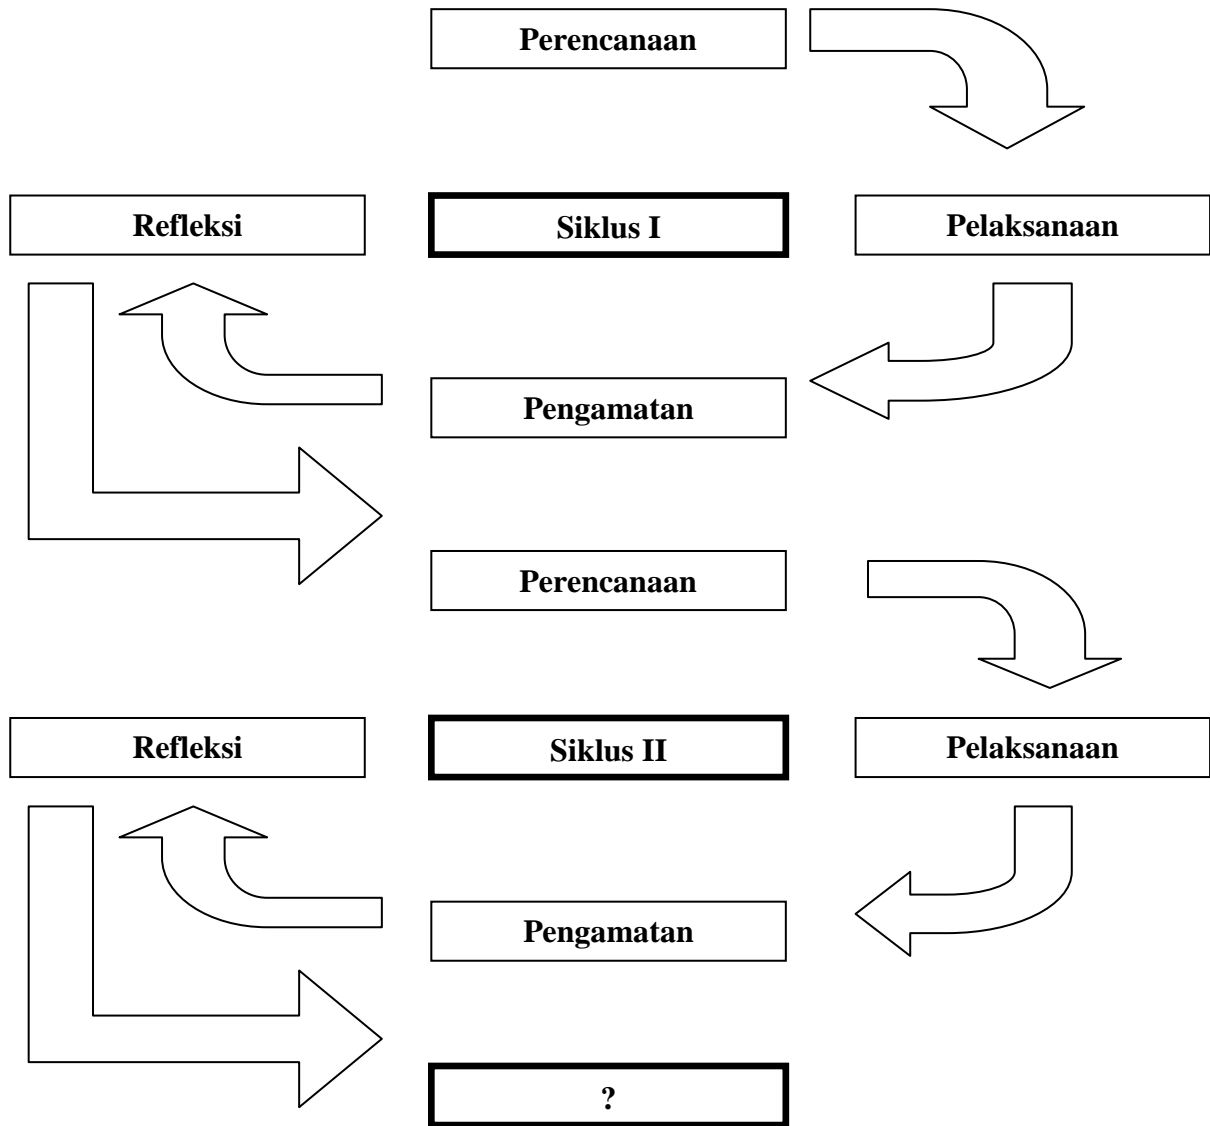 Perencanaan
Refleksi
Siklus I
Pelaksanaan
Pengamatan
Perencanaan
Refleksi
Siklus II
Pelaksanaan
Pengamatan
?